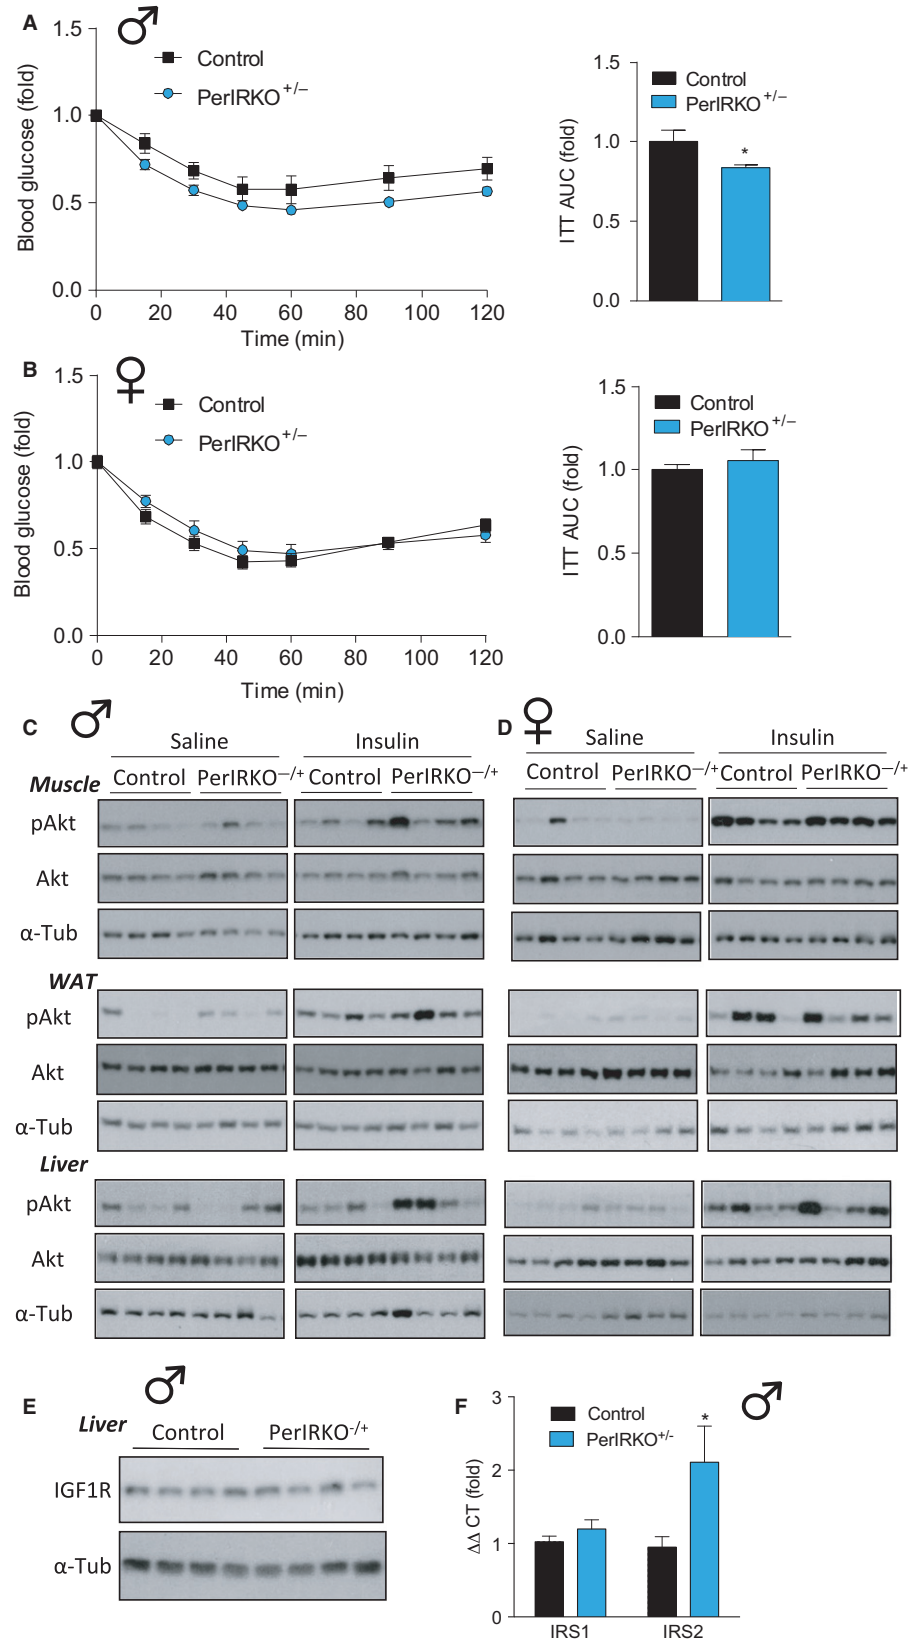 A ♂
Blood glucose (fold)
1.5
1.0
0.5
0.0
Control
PerIRKO+/–
0 20 40 60 80 100 120
Time (min)
ITT AUC (fold)
1.5
1.0
0.5
0.0
Control
PerIRKO+/–
*
B ♀
Blood glucose (fold)
1.5
1.0
0.5
0.0
Control
PerIRKO+/–
0 20 40 60 80 100 120
Time (min)
ITT AUC (fold)
1.5
1.0
0.5
0.0
Control
PerIRKO+/–
C ♂
Saline Insulin
Control PerIRKO—/+ Control PerIRKO—/+
D ♀
Saline Insulin
Control PerIRKO—/+ Control PerIRKO—/+
Muscle
pAkt
Akt
α-Tub
WAT
pAkt
Akt
α-Tub
Liver
pAkt
Akt
α-Tub
E ♂
Liver Control PerIRKO-/+
IGF1R
α-Tub
F ♂
ΔΔ CT (fold)
3
2
1
0
Control
PerIRKO+/-
*
IRS1 IRS2